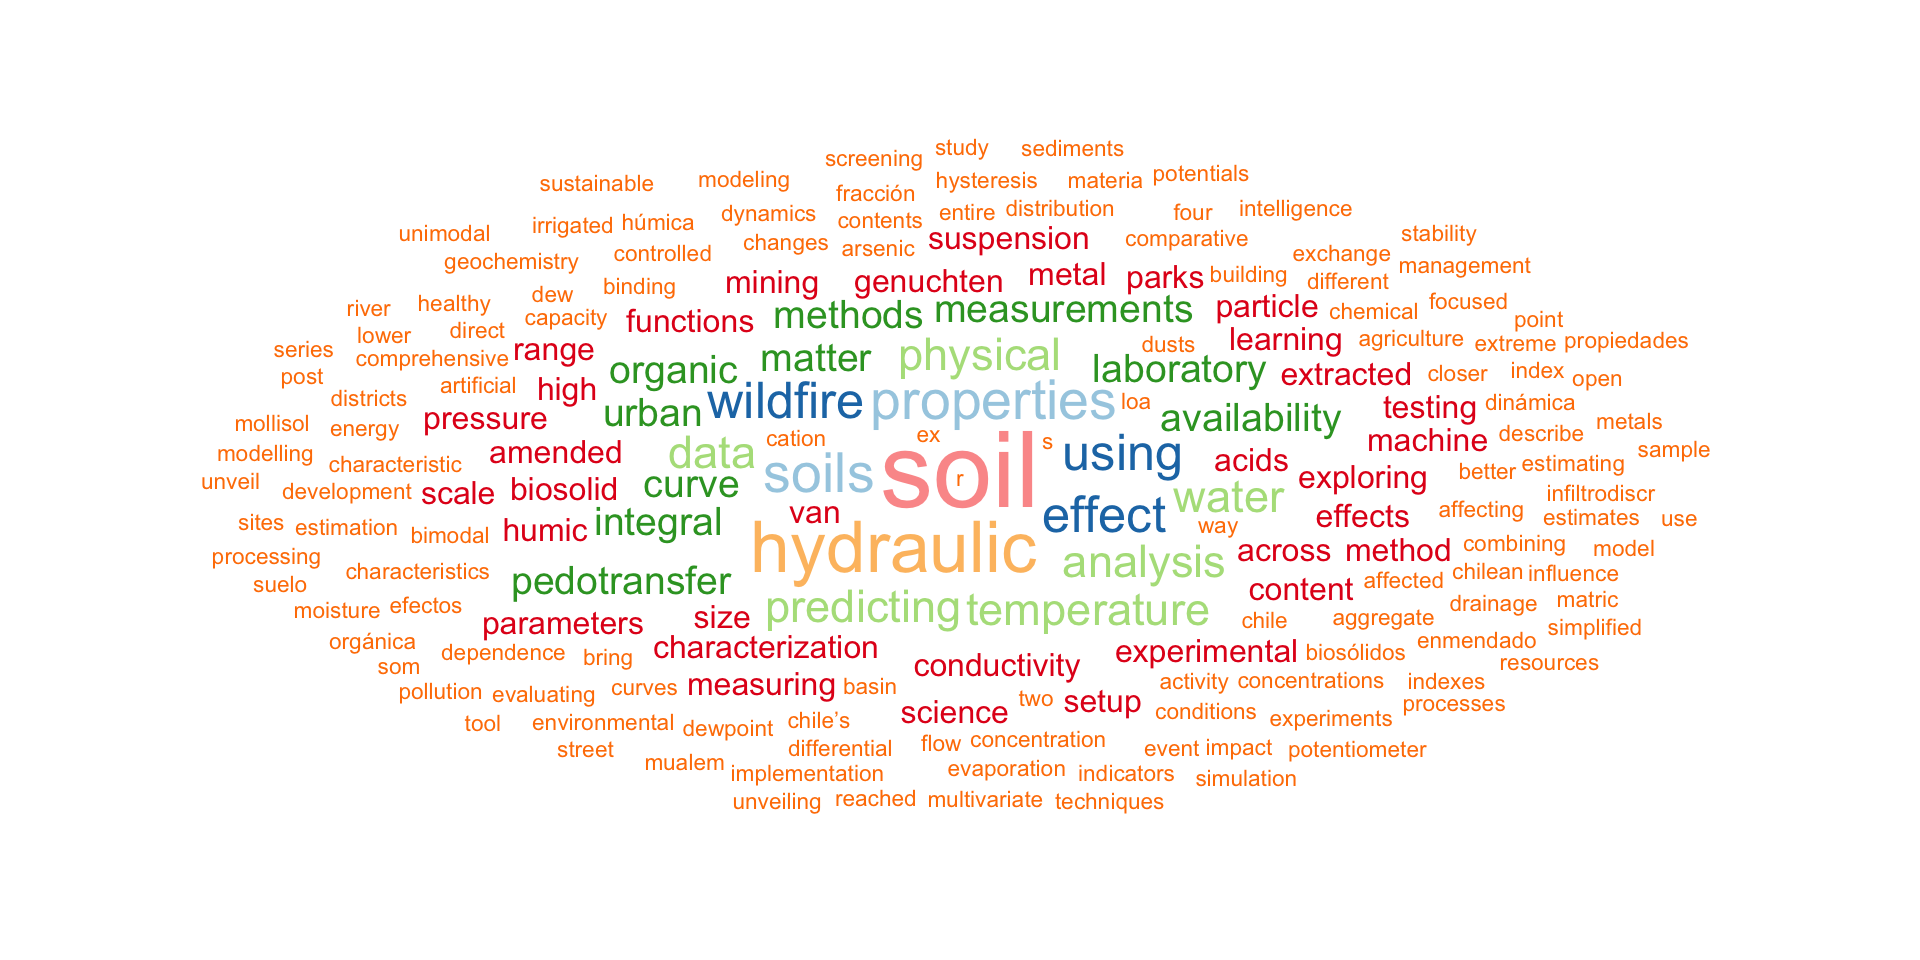 screening study sediments
sustainable modeling fracción hysteresis materia potentials
unimodal irrigated húmica dynamics contents entire distribution four intelligence
geochemistry controlled changes arsenic suspension comparative exchange stability
river healthy dew binding mining genuchten metal parks building different management
lower direct capacity functions methods measurements particle chemical focused point
series comprehensive range organic matter physical dusts learning agriculture extreme propiedades
post artificial high laboratory extracted closer index open
districts urban wildfire properties loa availability testing dinámica
mollisol energy pressure machine describe metals
modelling characteristic amended data cation ex s using acids exploring better estimating sample
unveil development scale biosolid curve soils soil r water infiltrodiscr
sites estimation bimodal humic integral van effect way effects affecting estimates use
processing characteristics hydraulic analysis across method combining model
suelo pedotransfer content affected chilean influence
moisture efectos size predicting temperature chile aggregate drainage matric
orgánica parameters characterization experimental biosólidos enmendado simplified
som dependence bring conductivity resources
pollution evaluating curves measuring basin two setup activity concentrations indexes
tool environmental dewpoint chile’s science conditions experiments processes
street differential flow concentration event impact potentiometer
mualem implementation evaporation indicators simulation
unveiling reached multivariate techniques